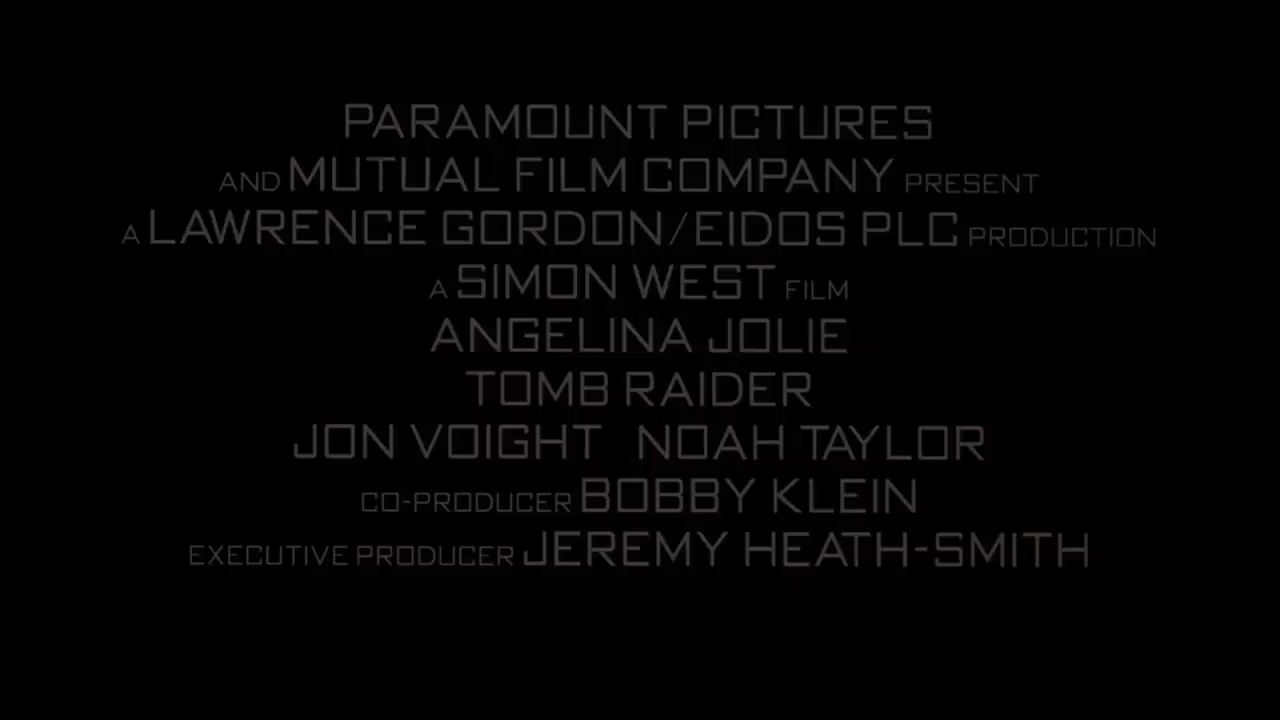 PARAMOUNT PICTURES
AND MUTUAL FILM COMPANY PRESENT
A LAWRENCE GORDON/EIDOS PLC PRODUCTION
A SIMON WEST FILM
ANGELINA JOLIE
TOMB RAIDER
JON VOIGHT NOAH TAYLOR
CO-PRODUCER BOBBY KLEIN
EXECUTIVE PRODUCER JEREMY HEATH-SMITH